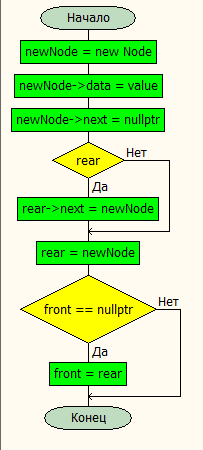 Начало
newNode = new Node
newNode->data = value
newNode->next = nullptr
rear
Нет
Да
rear->next = newNode
rear = newNode
front == nullptr
Нет
Да
front = rear
Конец